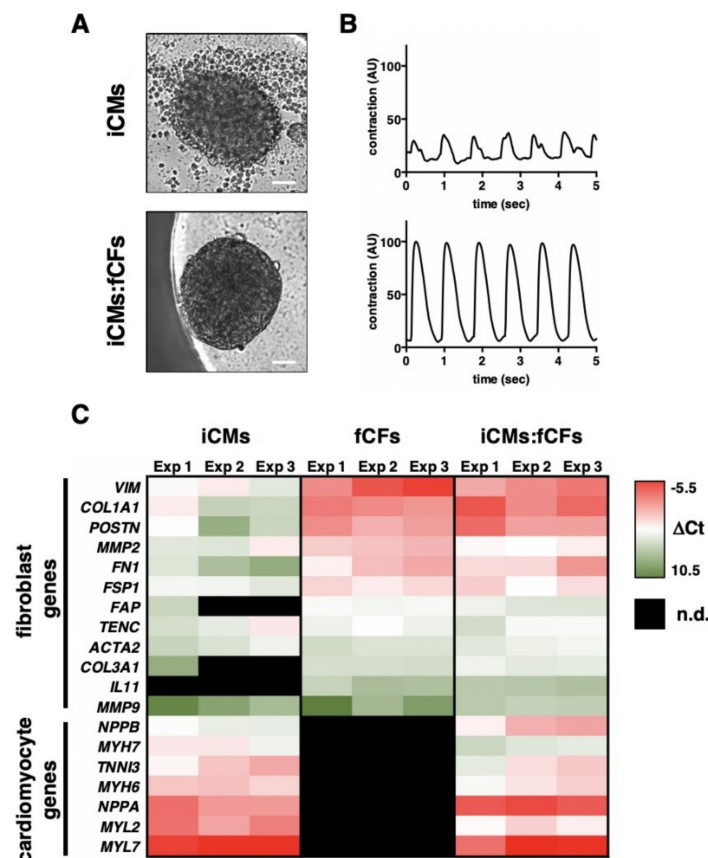 A
B
iCMs
100
50
0
contraction (AU)
0 1 2 3 4 5
time (sec)
iCMs:fCFs
100
50
0
contraction (AU)
0 1 2 3 4 5
time (sec)
C
iCMs fCFs iCMs:fCFs
Exp 1 Exp 2 Exp 3 Exp 1 Exp 2 Exp 3 Exp 1 Exp 2 Exp 3
fibroblast
genes
VIM
COL1A1
POSTN
MMP2
FN1
FSP1
FAP
TENC
ACTA2
COL3A1
IL11
MMP9
cardiomyocyte
genes
NPPB
MYH7
TNNI3
MYH6
NPPA
MYL2
MYL7
-5.5
ΔCt
10.5
n.d.